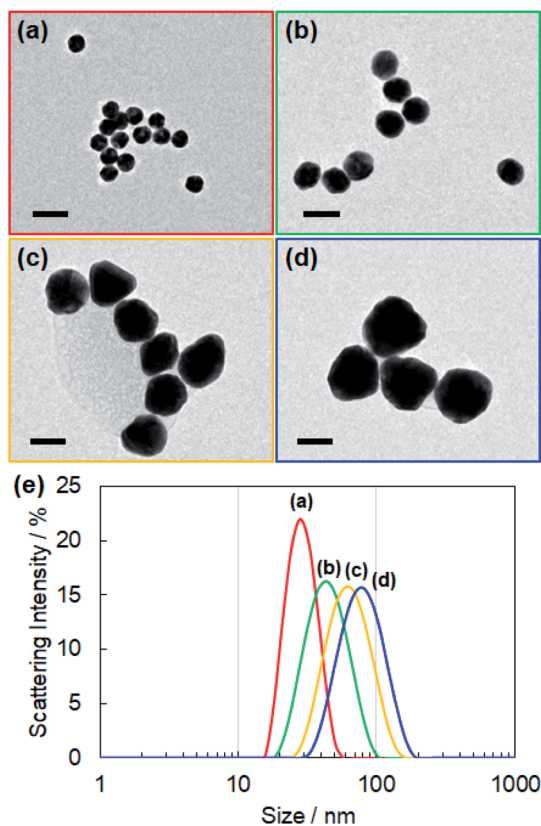 (a)
(b)
(c)
(d)
(e)
25
20
15
10
5
0
Scattering Intensity / %
(a)
(b)
(c)
(d)
1
10
100
1000
Size / nm